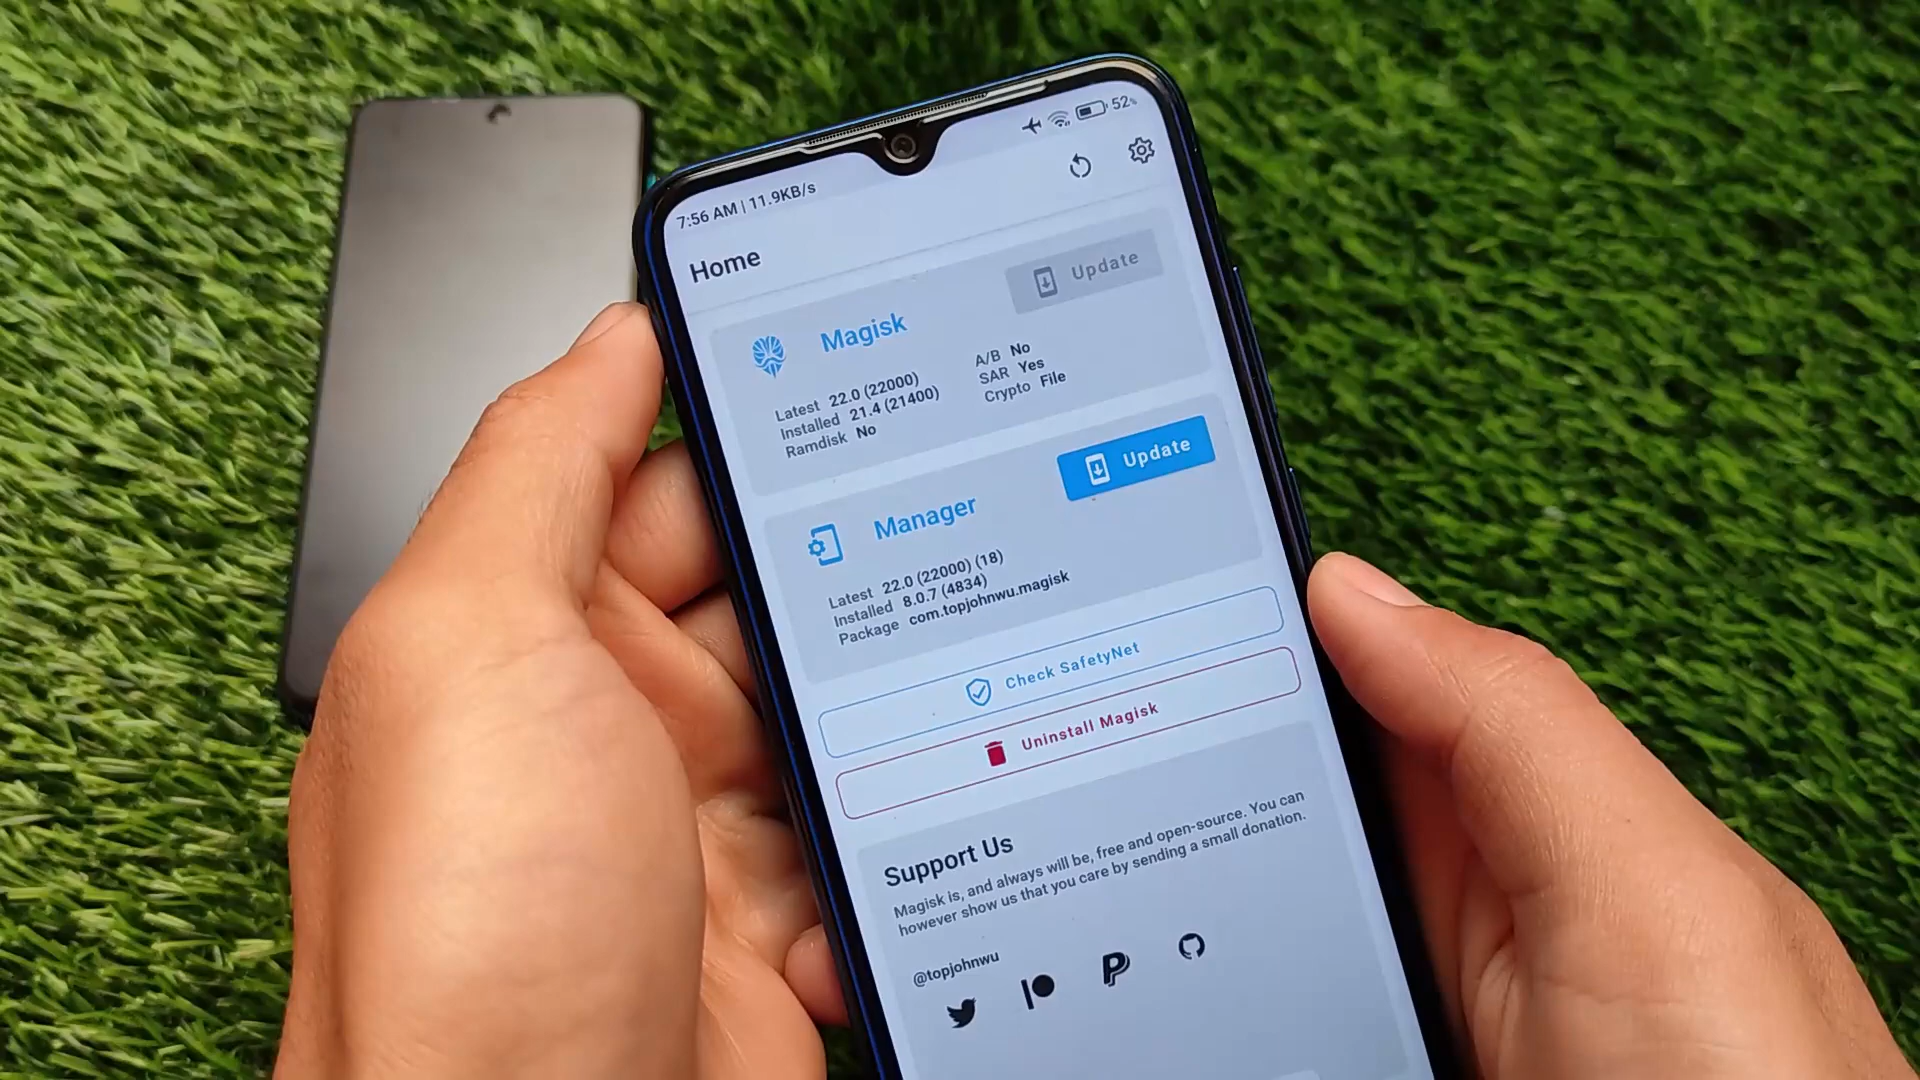 7:56 AM | 11.9KB/s
52%
Home
Magisk
Update
Latest 22.0 (22000)
Installed 21.4 (21400)
Ramdisk No
A/B No
SAR Yes
Crypto File
Manager
Update
Latest 22.0 (22000) (18)
Installed 8.0.7 (4834)
Package com.topjohnwu.magisk
Check SafetyNet
Uninstall Magisk
Support Us
Magisk is, and always will be, free and open-source. You can
however show us that you care by sending a small donation.
@topjohnwu